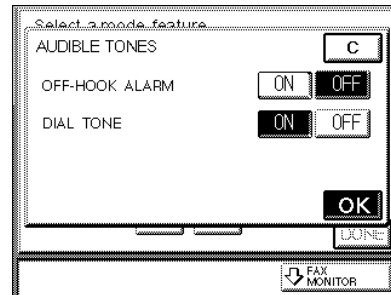 Select a mode feature
AUDIBLE TONES
C
OFF-HOOK ALARM
ON OFF
DIAL TONE
ON OFF
OK
DONE
FAX
MONITOR